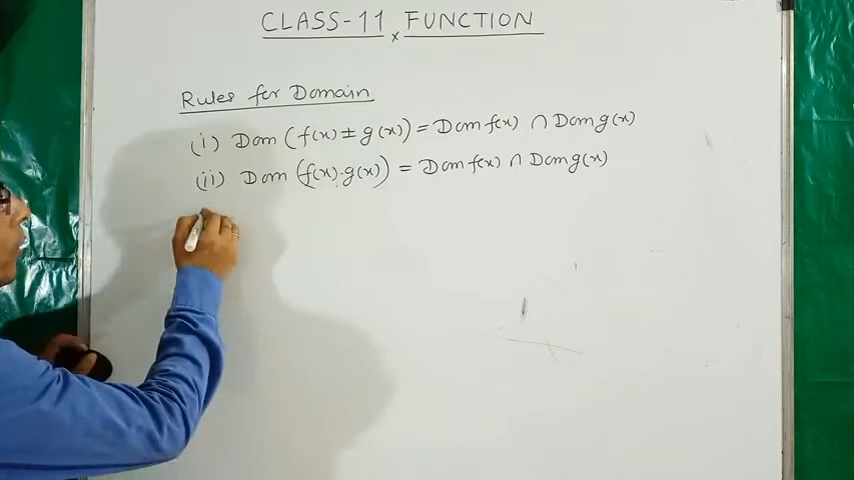 CLASS-11 x FUNCTION
Rules for Domain
(i) Dom (f(x) ± g(x)) = Dom f(x) ∩ Dom g(x)
(ii) Dom (f(x)·g(x)) = Dom f(x) ∩ Dom g(x)